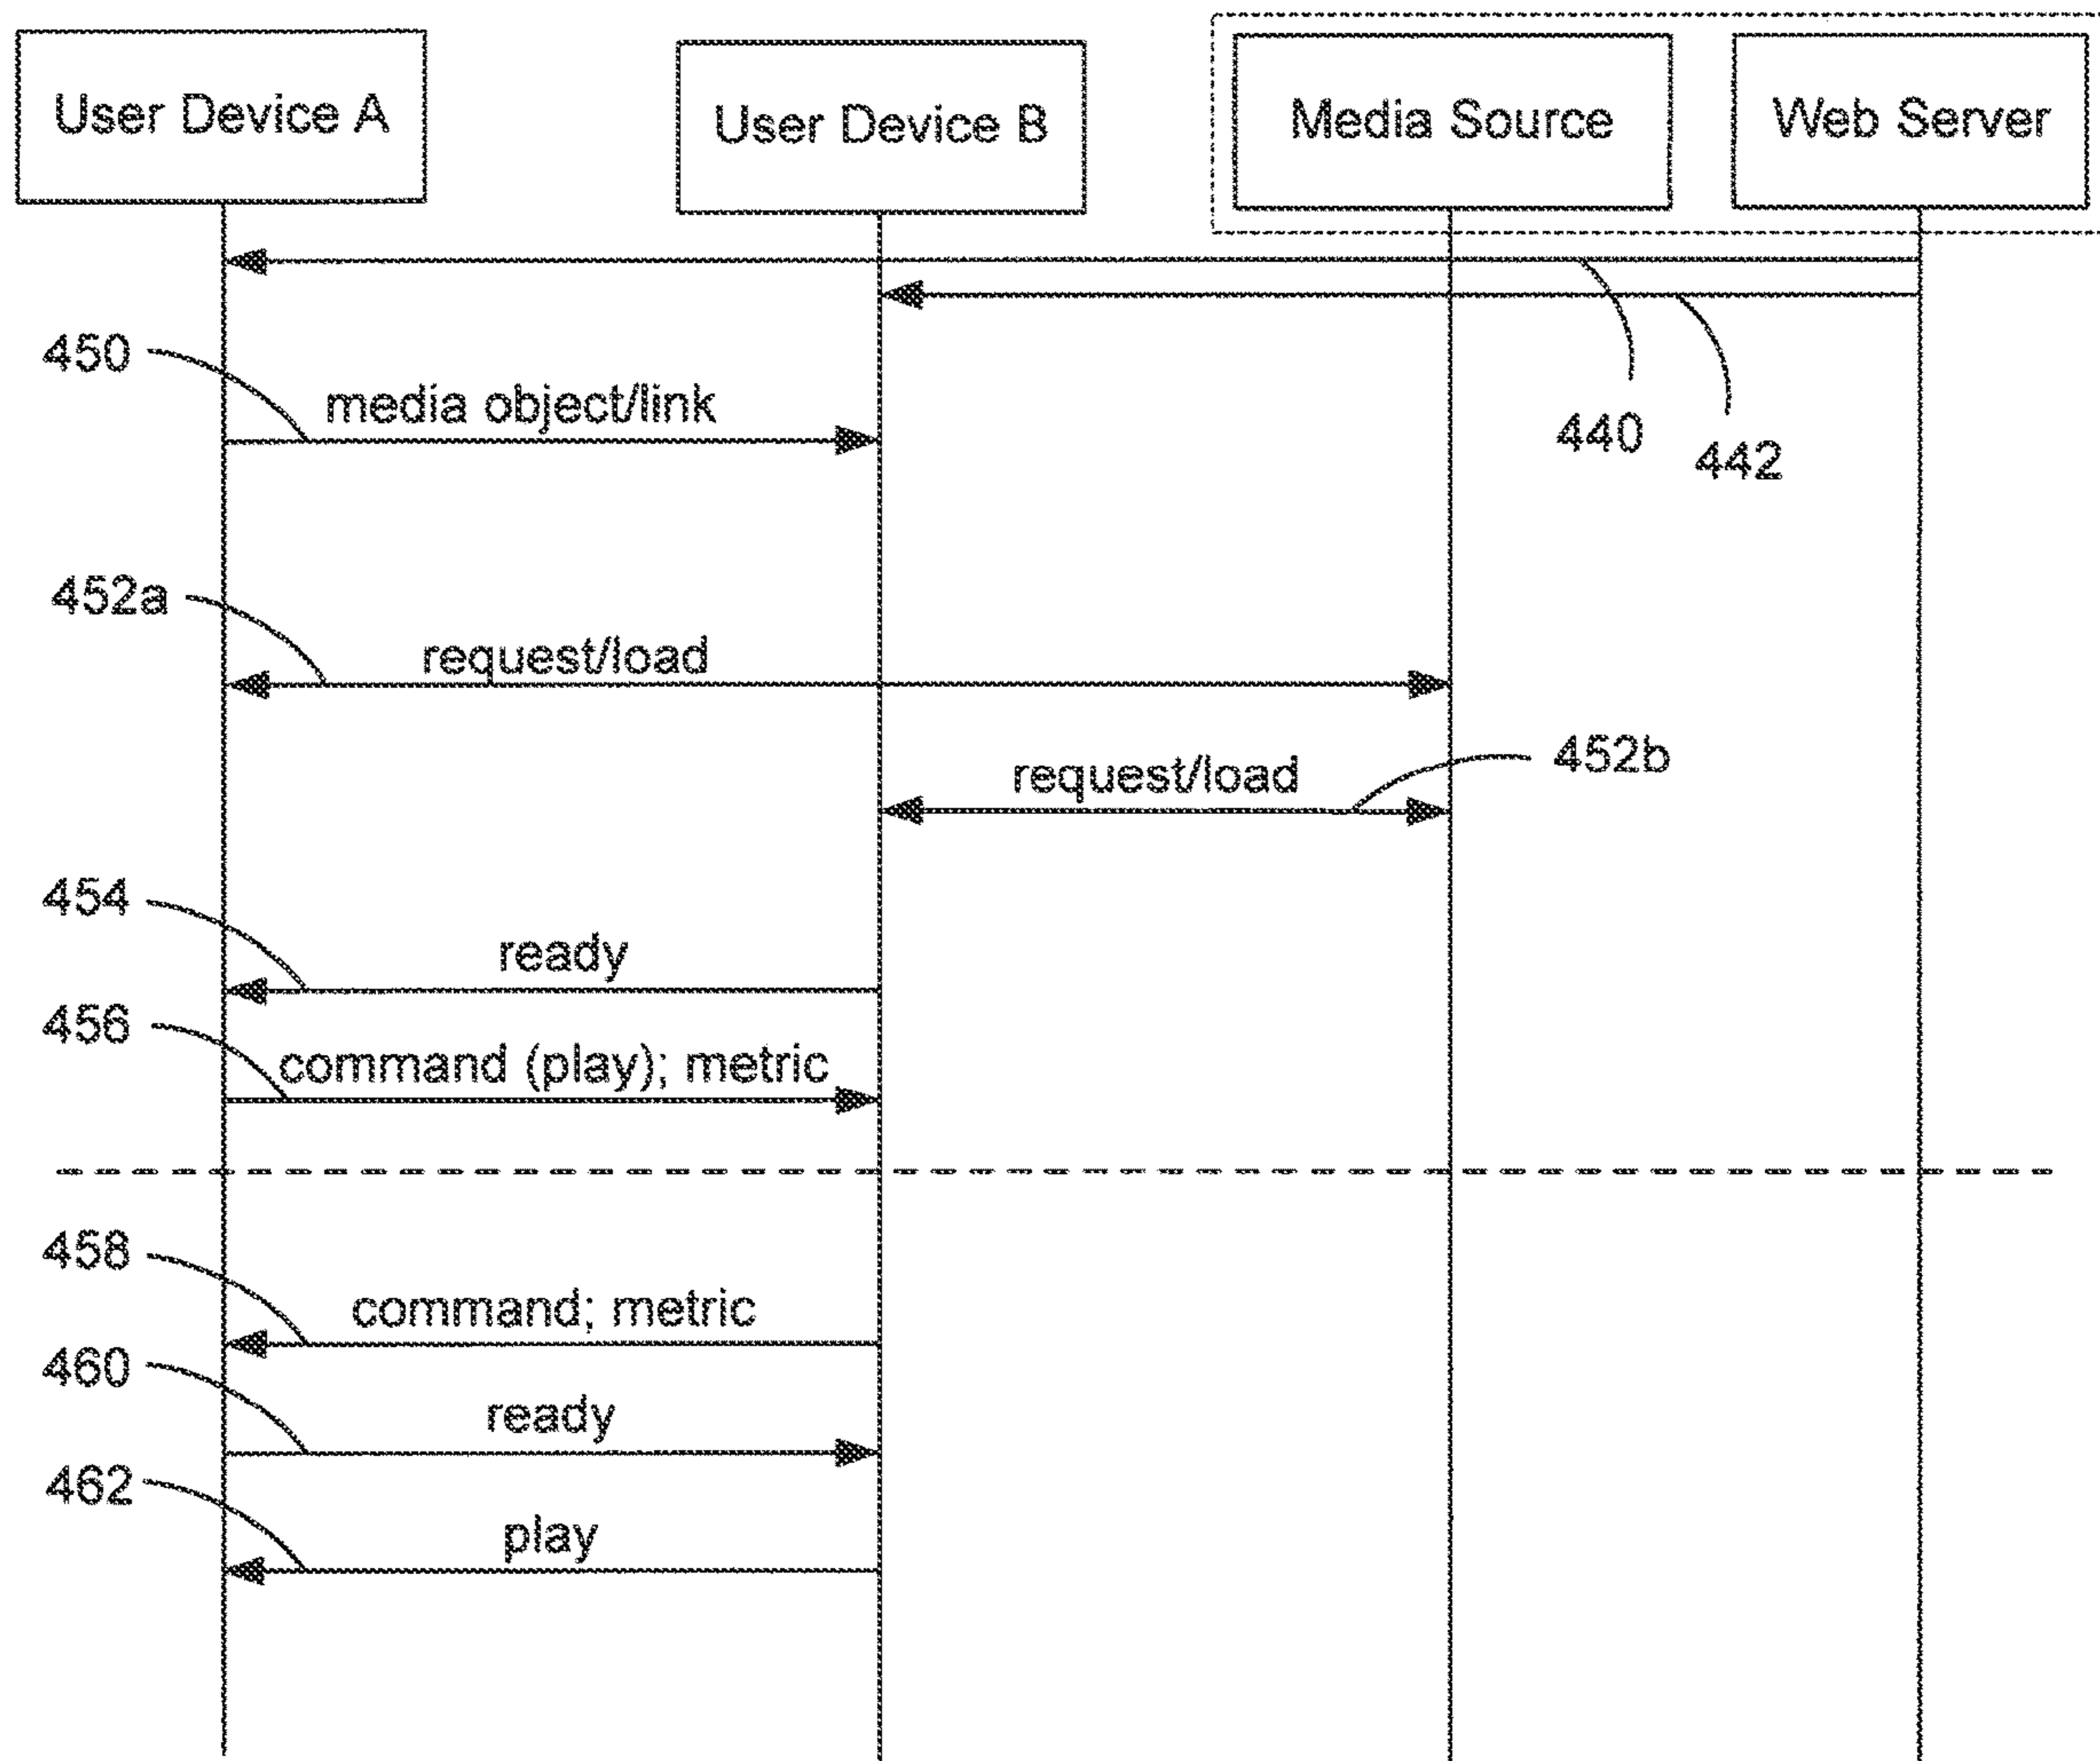 User Device A
User Device B
Media Source
Web Server
450
media object/link
440
442
452a
request/load
452b
request/load
454
ready
456
command (play); metric
458
command; metric
460
ready
462
play